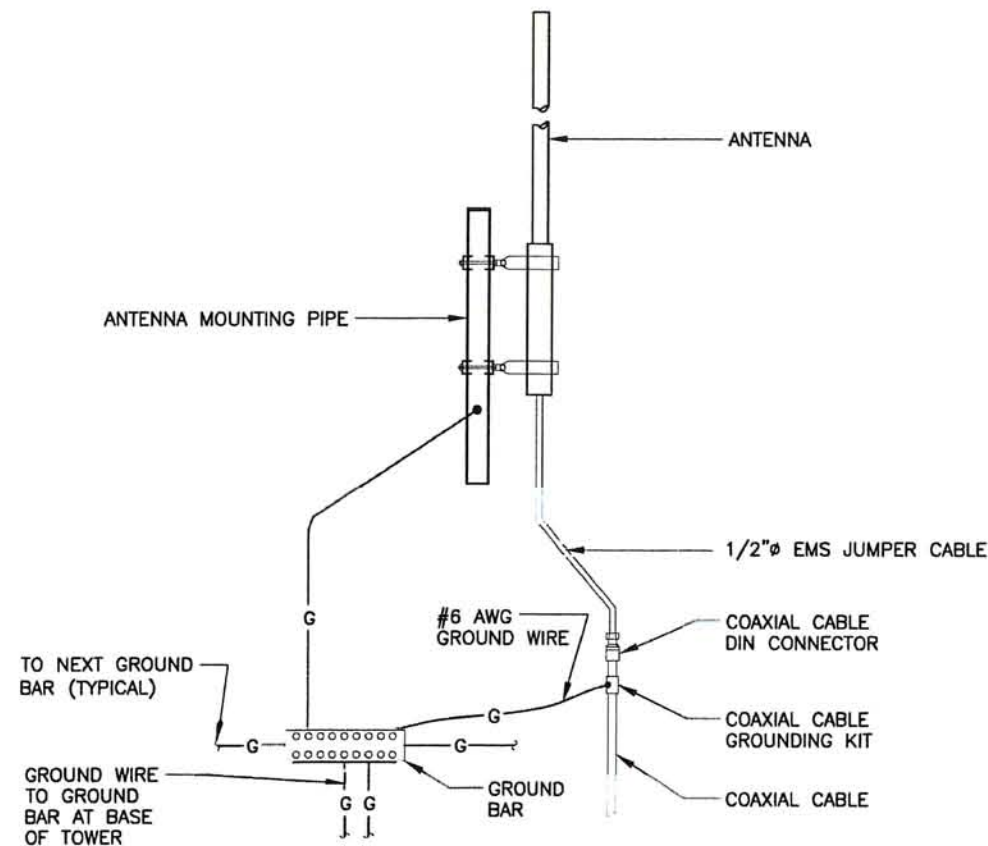 ANTENNA
ANTENNA MOUNTING PIPE
1/2"ø EMS JUMPER CABLE
#6 AWG
GROUND WIRE
COAXIAL CABLE
DIN CONNECTOR
G
TO NEXT GROUND
BAR (TYPICAL)
G
COAXIAL CABLE
GROUNDING KIT
G
G
GROUND WIRE
TO GROUND
BAR AT BASE
OF TOWER
G
G
GROUND
BAR
COAXIAL CABLE